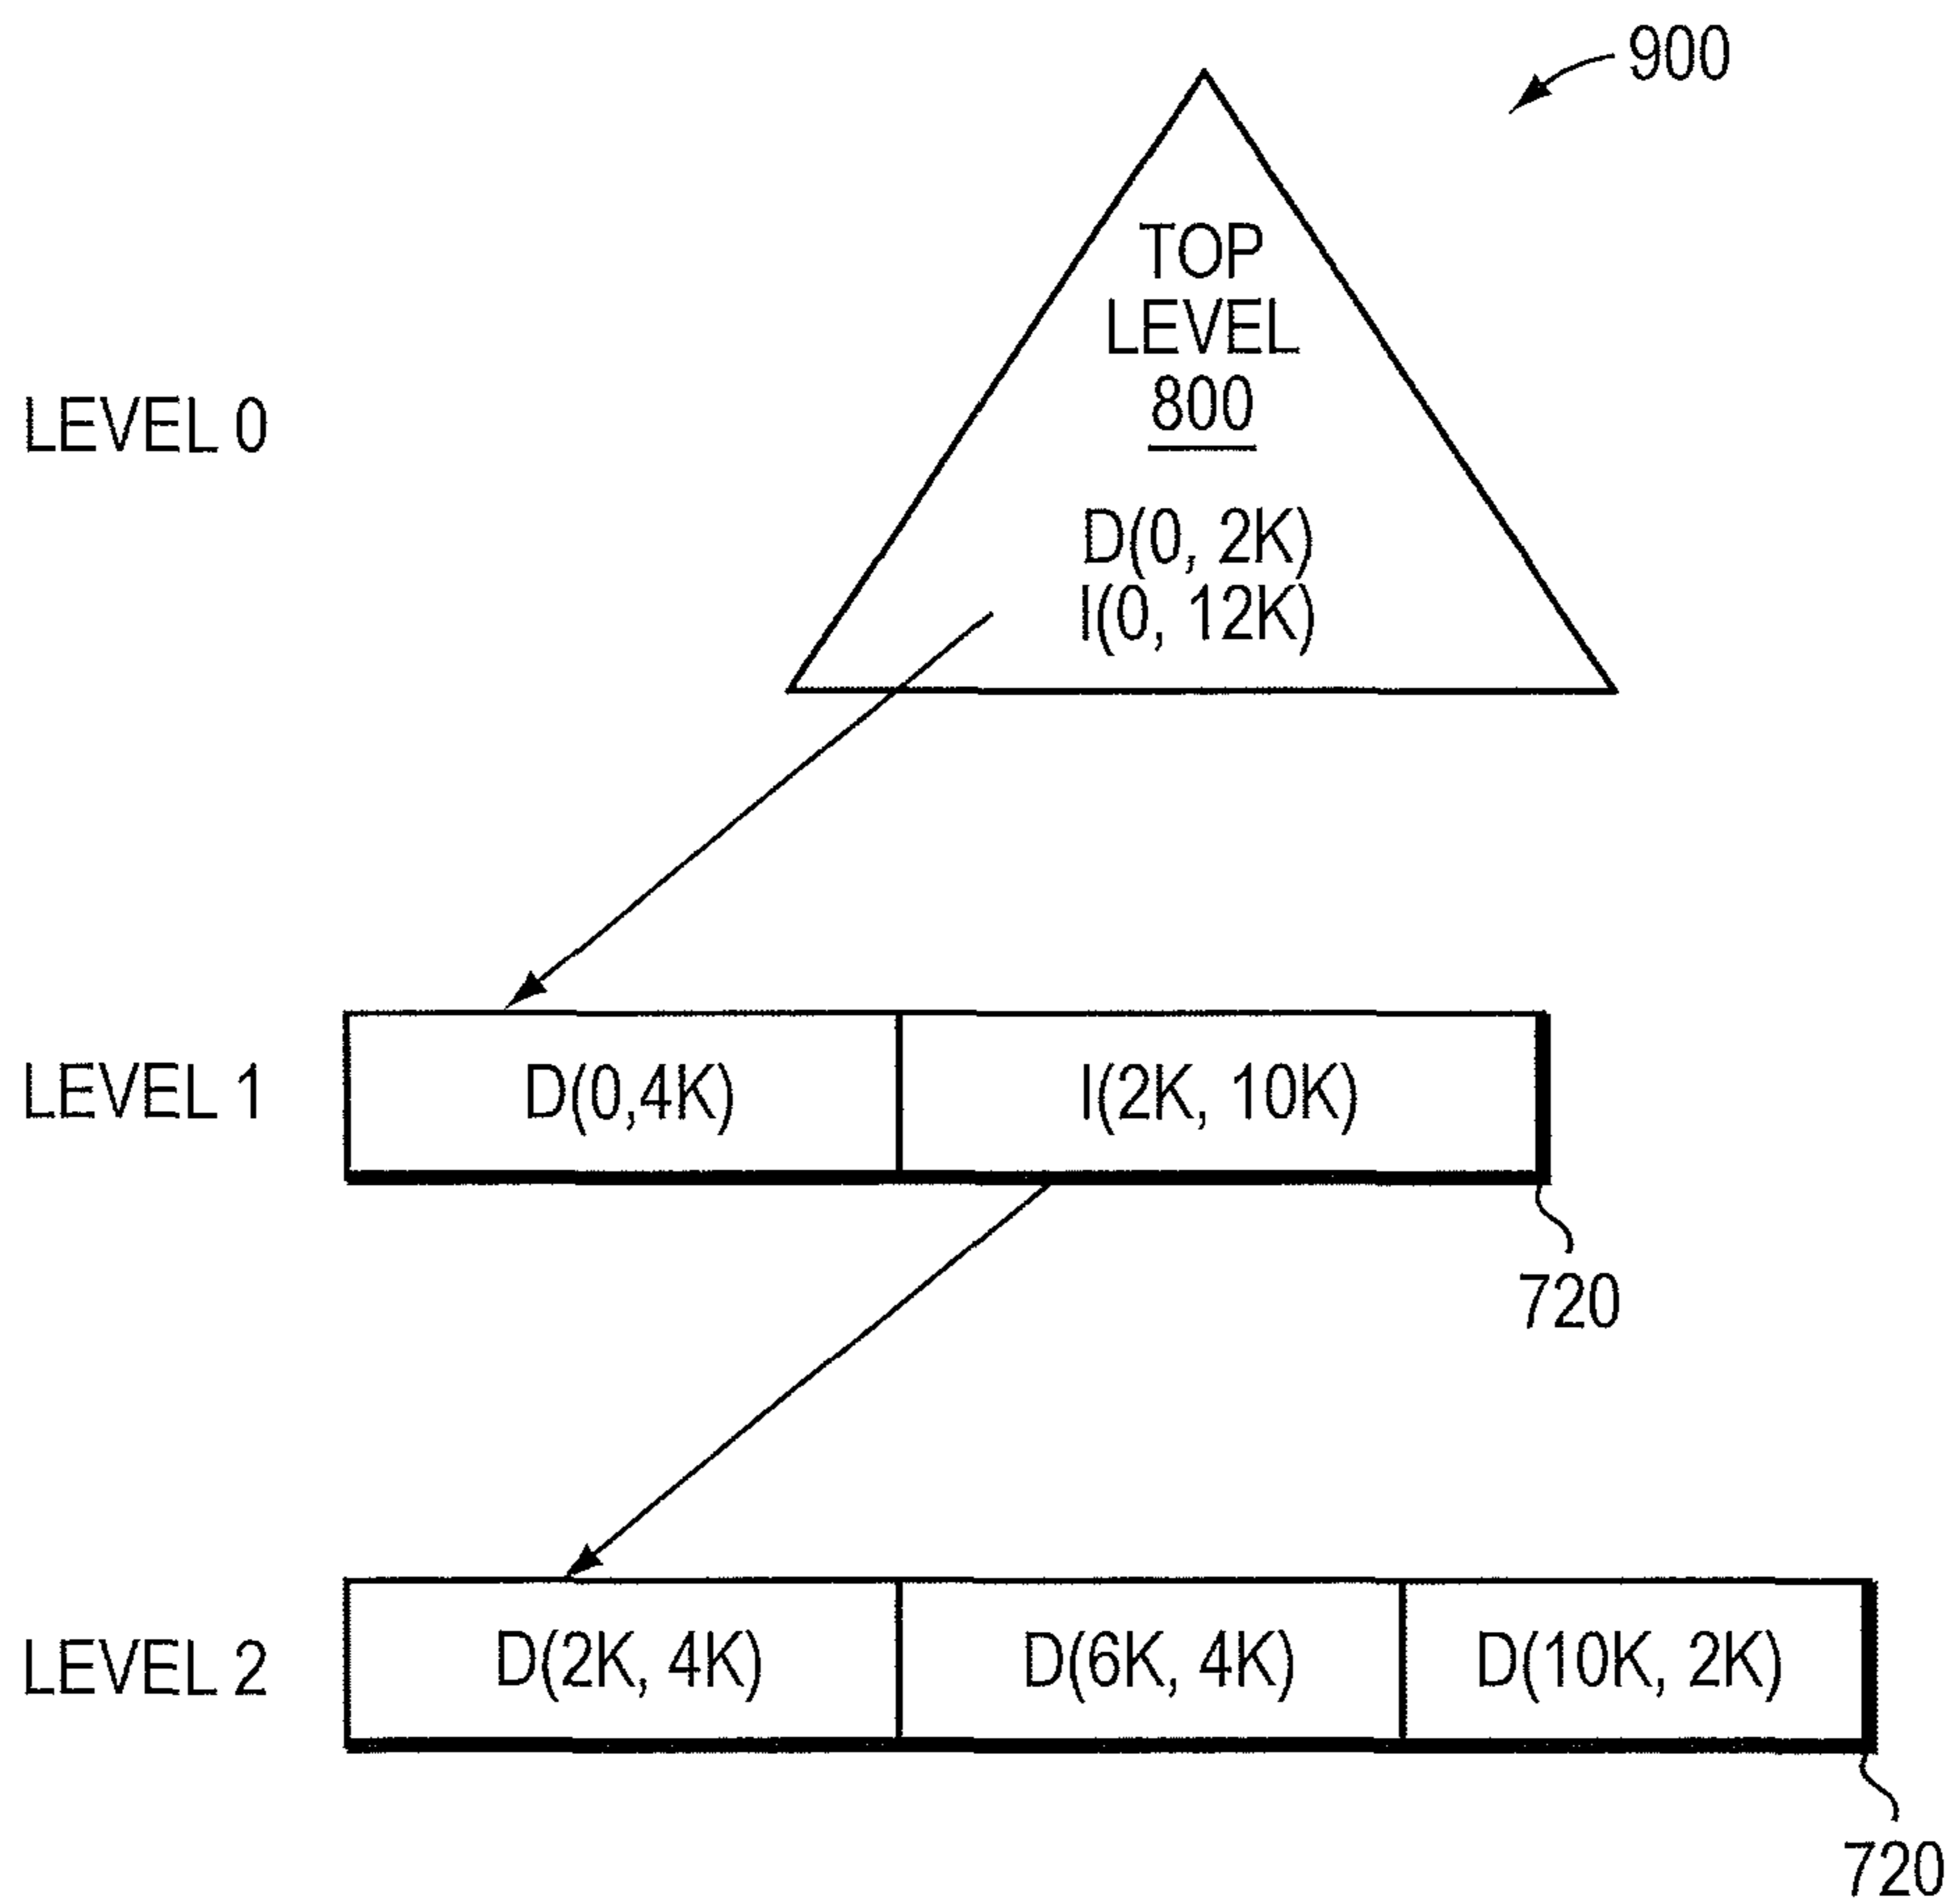 900
TOP
LEVEL
800
LEVEL 0
D(0, 2K)
I(0, 12K)
LEVEL 1
D(0,4K)
I(2K, 10K)
720
LEVEL 2
D(2K, 4K)
D(6K, 4K)
D(10K, 2K)
720